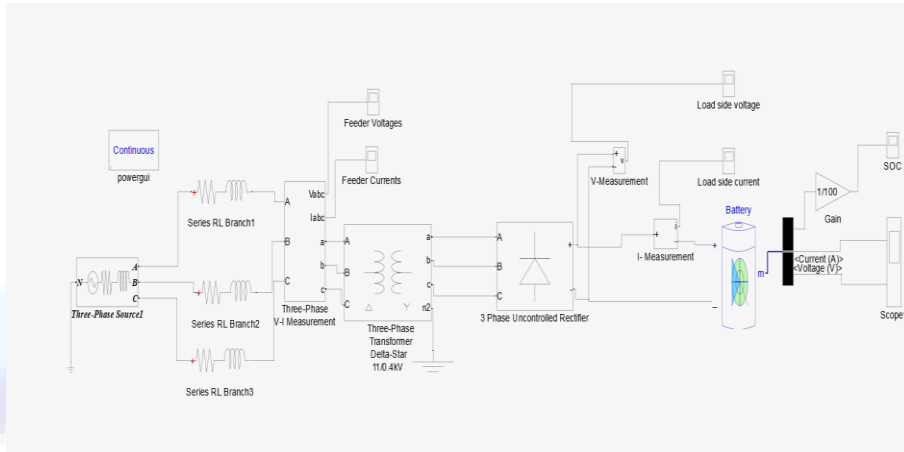 Continuous
powergui
Three-Phase Source1
N
A
B
C
Series RL Branch1
Series RL Branch2
Series RL Branch3
Feeder Voltages
Feeder Currents
A
B
C
Vabc
Iabc
a
b
c
Three-Phase
V-I Measurement
A
B
C
a
b
c
n2
Δ
Y
Three-Phase
Transformer
Delta-Star
11/0.4kV
A
B
C
+
-
3 Phase Uncontrolled Rectifier
Load side voltage
+
-
v
V-Measurement
Load side current
+
i
-
I- Measurement
Battery
+
m
1/100
Gain
SOC
<Current (A)>
<Voltage (V)>